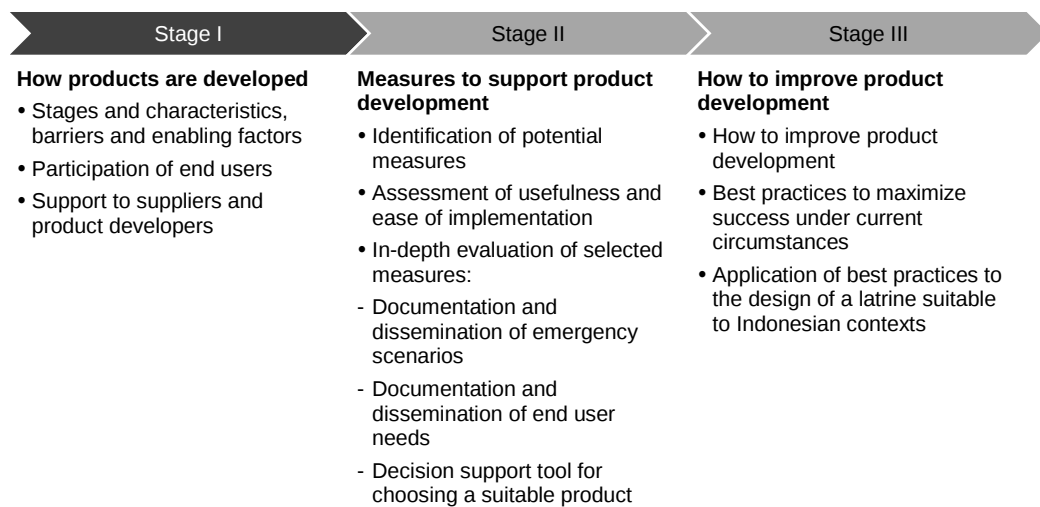 Stage I
Stage II
Stage III
How products are developed
• Stages and characteristics,
barriers and enabling factors
• Participation of end users
• Support to suppliers and
product developers
Measures to support product
development
• Identification of potential
measures
• Assessment of usefulness and
ease of implementation
• In-depth evaluation of selected
measures:
- Documentation and
dissemination of emergency
scenarios
- Documentation and
dissemination of end user
needs
- Decision support tool for
choosing a suitable product
How to improve product
development
• How to improve product
development
• Best practices to maximize
success under current
circumstances
• Application of best practices to
the design of a latrine suitable
to Indonesian contexts